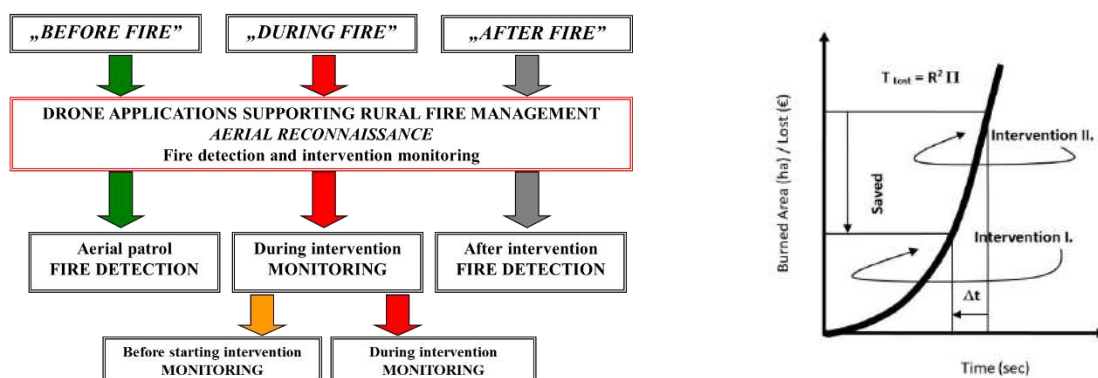 „BEFORE FIRE”
„DURING FIRE”
„AFTER FIRE”
DRONE APPLICATIONS SUPPORTING RURAL FIRE MANAGEMENT
AERIAL RECONNAISSANCE
Fire detection and intervention monitoring
Aerial patrol
FIRE DETECTION
During intervention
MONITORING
After intervention
FIRE DETECTION
Before starting intervention
MONITORING
During intervention
MONITORING
T Lost = R² Π
Burned Area (ha) / Lost (€)
Intervention II.
Saved
Intervention I.
Δt
Time (sec)